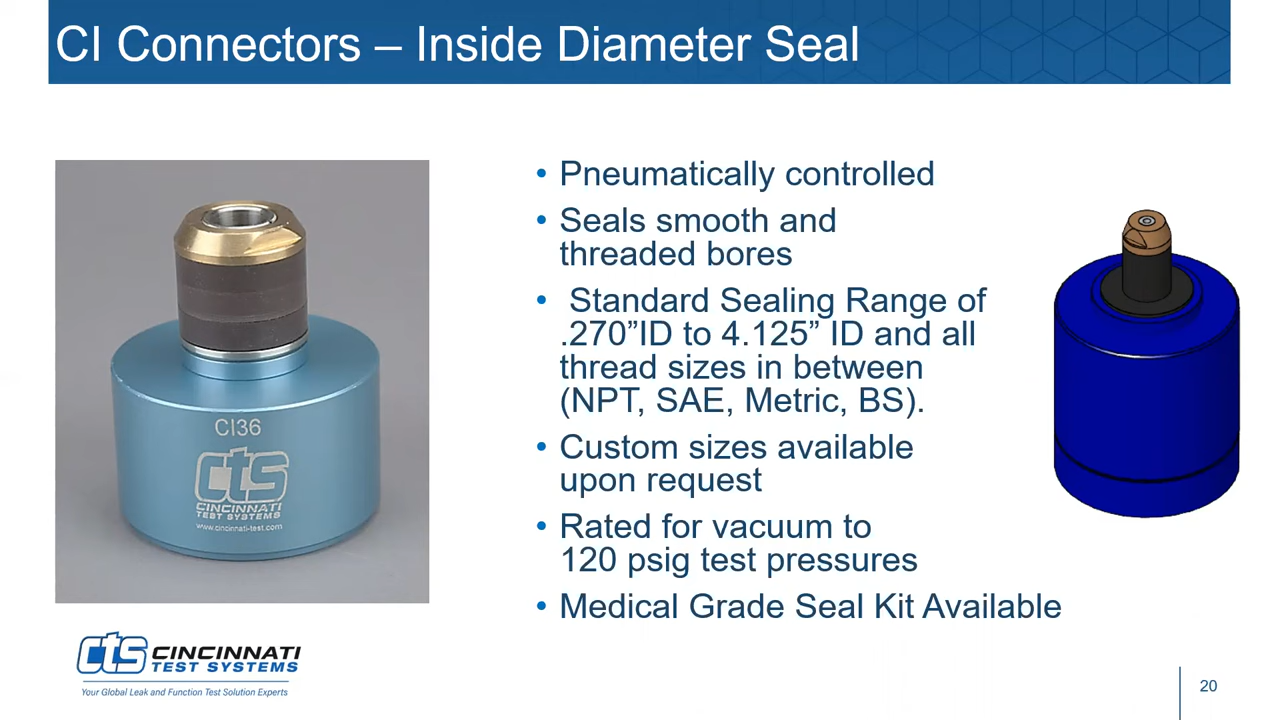 CI Connectors – Inside Diameter Seal
• Pneumatically controlled
• Seals smooth and
threaded bores
• Standard Sealing Range of
.270”ID to 4.125” ID and all
thread sizes in between
(NPT, SAE, Metric, BS).
• Custom sizes available
upon request
• Rated for vacuum to
120 psig test pressures
• Medical Grade Seal Kit Available
CI36
cts
CINCINNATI
TEST SYSTEMS
www.cincinnati-test.com
cts CINCINNATI
TEST SYSTEMS
Your Global Leak and Function Test Solution Experts
20